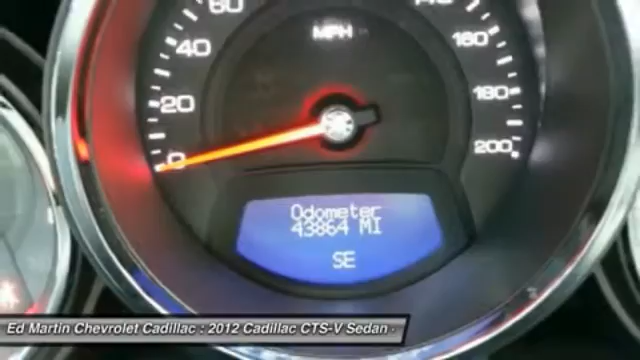 60
40
20
0
MPH
140
160
180
200
Odometer
43864 MI
SE
Ed Martin Chevrolet Cadillac : 2012 Cadillac CTS-V Sedan -